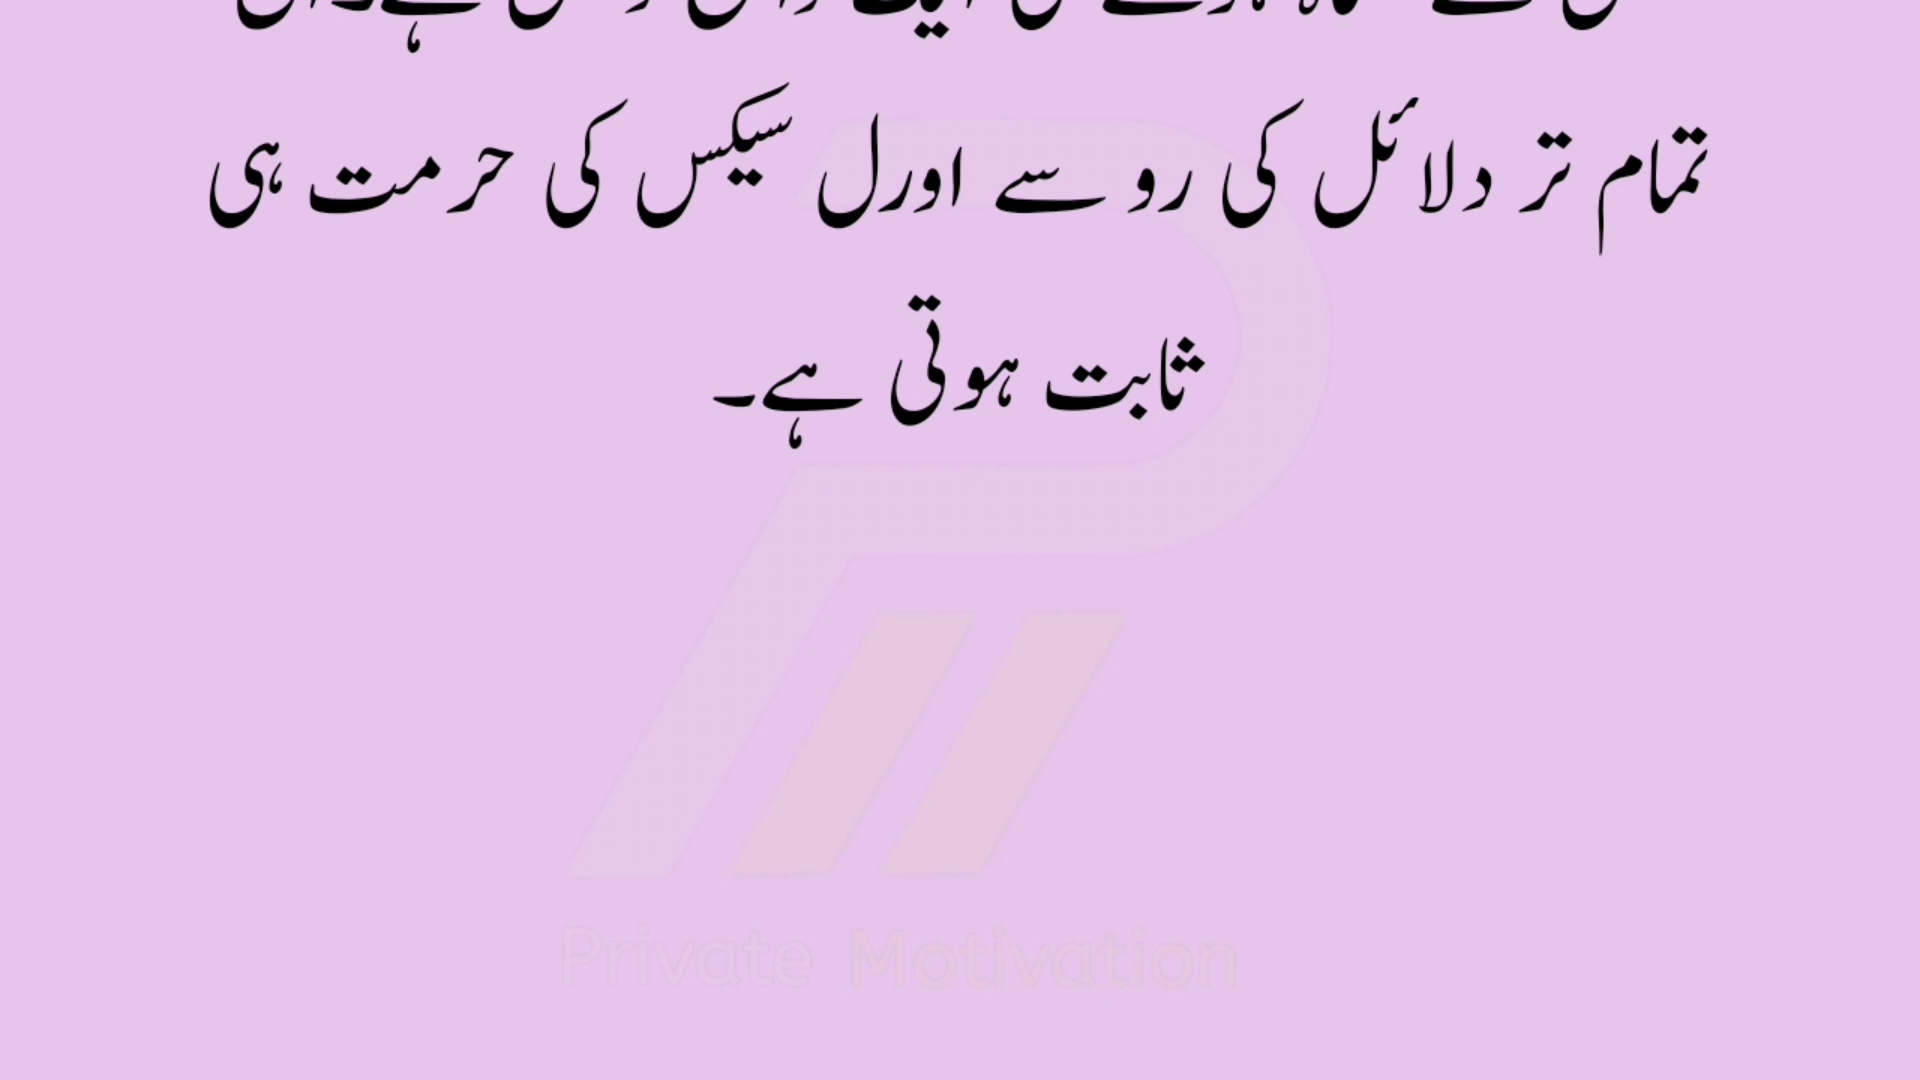 تمام تر دلائل کی رو سے اورل سیکس کی حرمت ہی
ثابت ہوتی ہے۔
Private Motivation